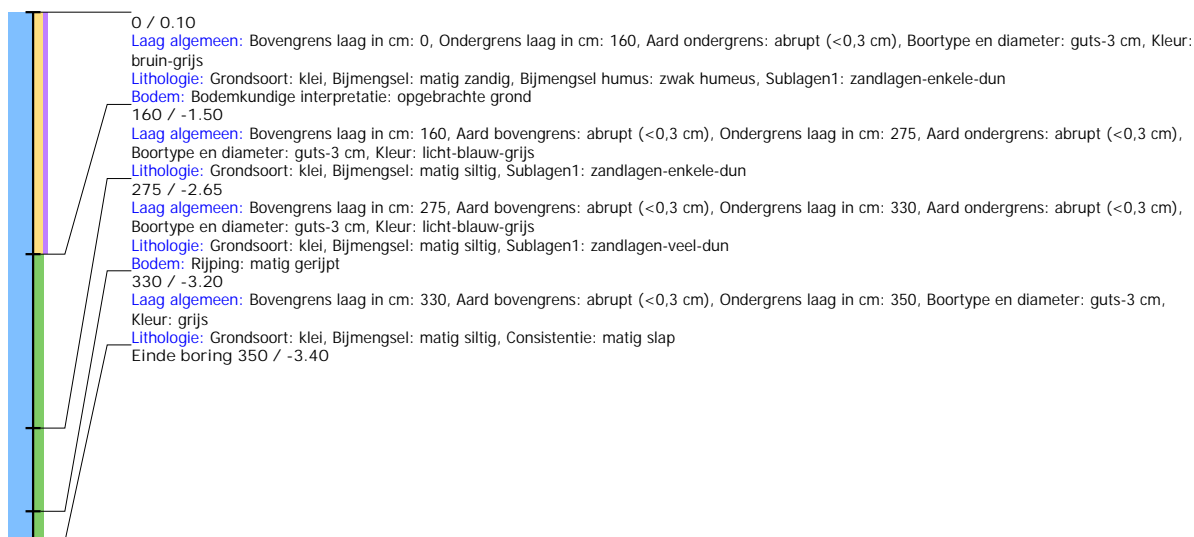 0 / 0.10
Laag algemeen: Bovengrens laag in cm: 0, Ondergrens laag in cm: 160, Aard ondergrens: abrupt (<0,3 cm), Boortype en diameter: guts-3 cm, Kleur:
bruin-grijs
Lithologie: Grondsoort: klei, Bijmengsel: matig zandig, Bijmengsel humus: zwak humeus, Sublagen1: zandlagen-enkele-dun
Bodem: Bodemkundige interpretatie: opgebrachte grond
160 / -1.50
Laag algemeen: Bovengrens laag in cm: 160, Aard bovengrens: abrupt (<0,3 cm), Ondergrens laag in cm: 275, Aard ondergrens: abrupt (<0,3 cm),
Boortype en diameter: guts-3 cm, Kleur: licht-blauw-grijs
Lithologie: Grondsoort: klei, Bijmengsel: matig siltig, Sublagen1: zandlagen-enkele-dun
275 / -2.65
Laag algemeen: Bovengrens laag in cm: 275, Aard bovengrens: abrupt (<0,3 cm), Ondergrens laag in cm: 330, Aard ondergrens: abrupt (<0,3 cm),
Boortype en diameter: guts-3 cm, Kleur: licht-blauw-grijs
Lithologie: Grondsoort: klei, Bijmengsel: matig siltig, Sublagen1: zandlagen-veel-dun
Bodem: Rijping: matig gerijpt
330 / -3.20
Laag algemeen: Bovengrens laag in cm: 330, Aard bovengrens: abrupt (<0,3 cm), Ondergrens laag in cm: 350, Boortype en diameter: guts-3 cm,
Kleur: grijs
Lithologie: Grondsoort: klei, Bijmengsel: matig siltig, Consistentie: matig slap
Einde boring 350 / -3.40